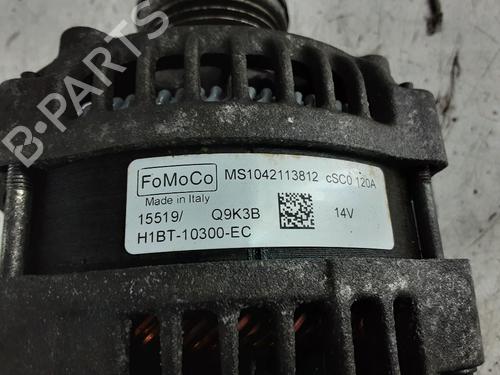 B-PARTS
FoMoCo MS1042113812 cSC0 120A
Made in Italy
15519/ Q9K3B 14V
H1BT-10300-EC